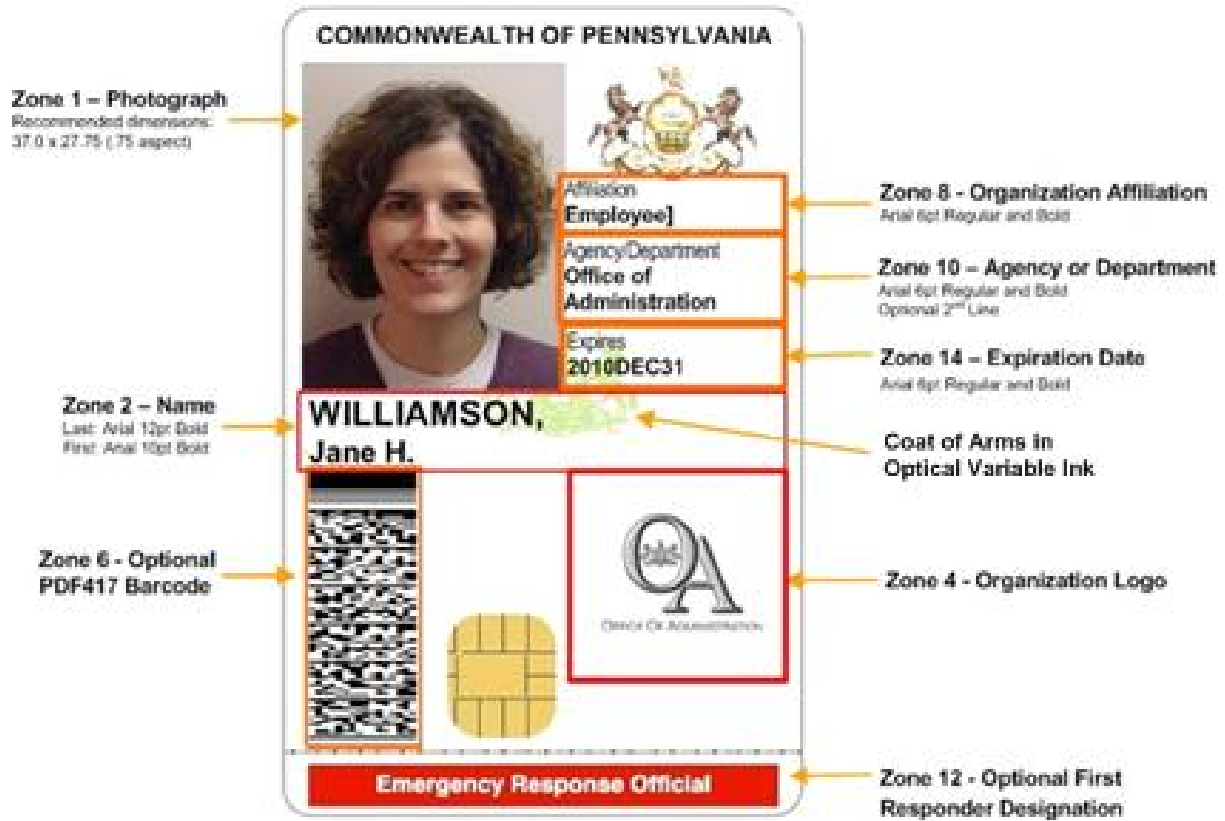 COMMONWEALTH OF PENNSYLVANIA
Zone 1 – Photograph
Recommended dimensions:
37.0 x 27.75 (.75 aspect)
Affiliation
Employee]
Zone 8 - Organization Affiliation
Arial 6pt Regular and Bold
Agency/Department
Office of
Administration
Zone 10 – Agency or Department
Arial 6pt Regular and Bold
Optional 2nd Line
Expires
2010DEC31
Zone 14 – Expiration Date
Arial 6pt Regular and Bold
Zone 2 – Name
Last: Arial 12pt Bold
First: Arial 10pt Bold
WILLIAMSON,
Jane H.
Coat of Arms in
Optical Variable Ink
Zone 6 - Optional
PDF417 Barcode
OA
OFFICE OF ADMINISTRATION
Zone 4 - Organization Logo
Emergency Response Official
Zone 12 - Optional First
Responder Designation